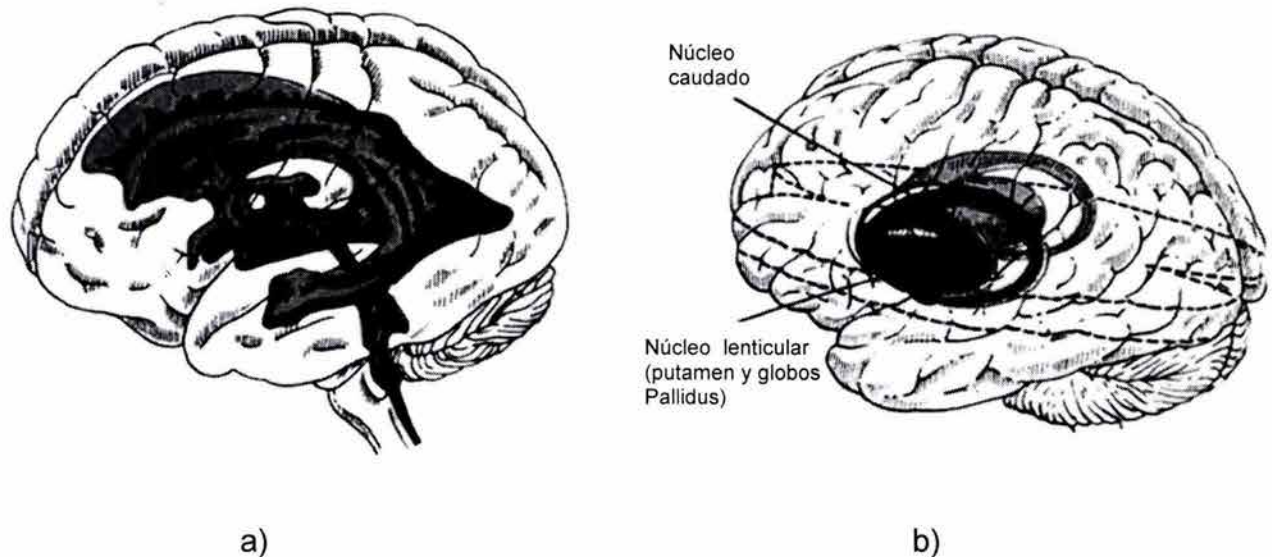 Núcleo
caudado
Núcleo lenticular
(putamen y globos
Pallidus)
a)
b)